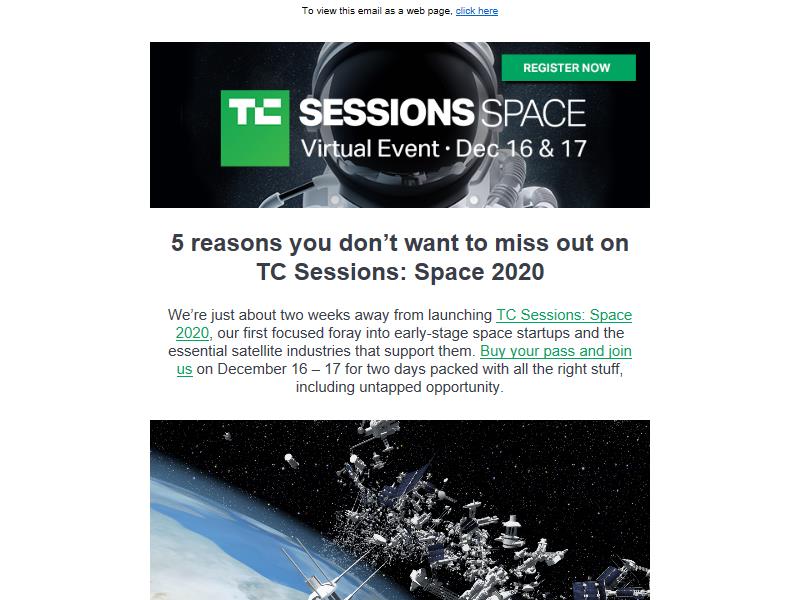 To view this email as a web page, click here
REGISTER NOW
TC SESSIONS SPACE
Virtual Event · Dec 16 & 17
5 reasons you don’t want to miss out on
TC Sessions: Space 2020
We’re just about two weeks away from launching TC Sessions: Space
2020, our first focused foray into early-stage space startups and the
essential satellite industries that support them. Buy your pass and join
us on December 16 – 17 for two days packed with all the right stuff,
including untapped opportunity.